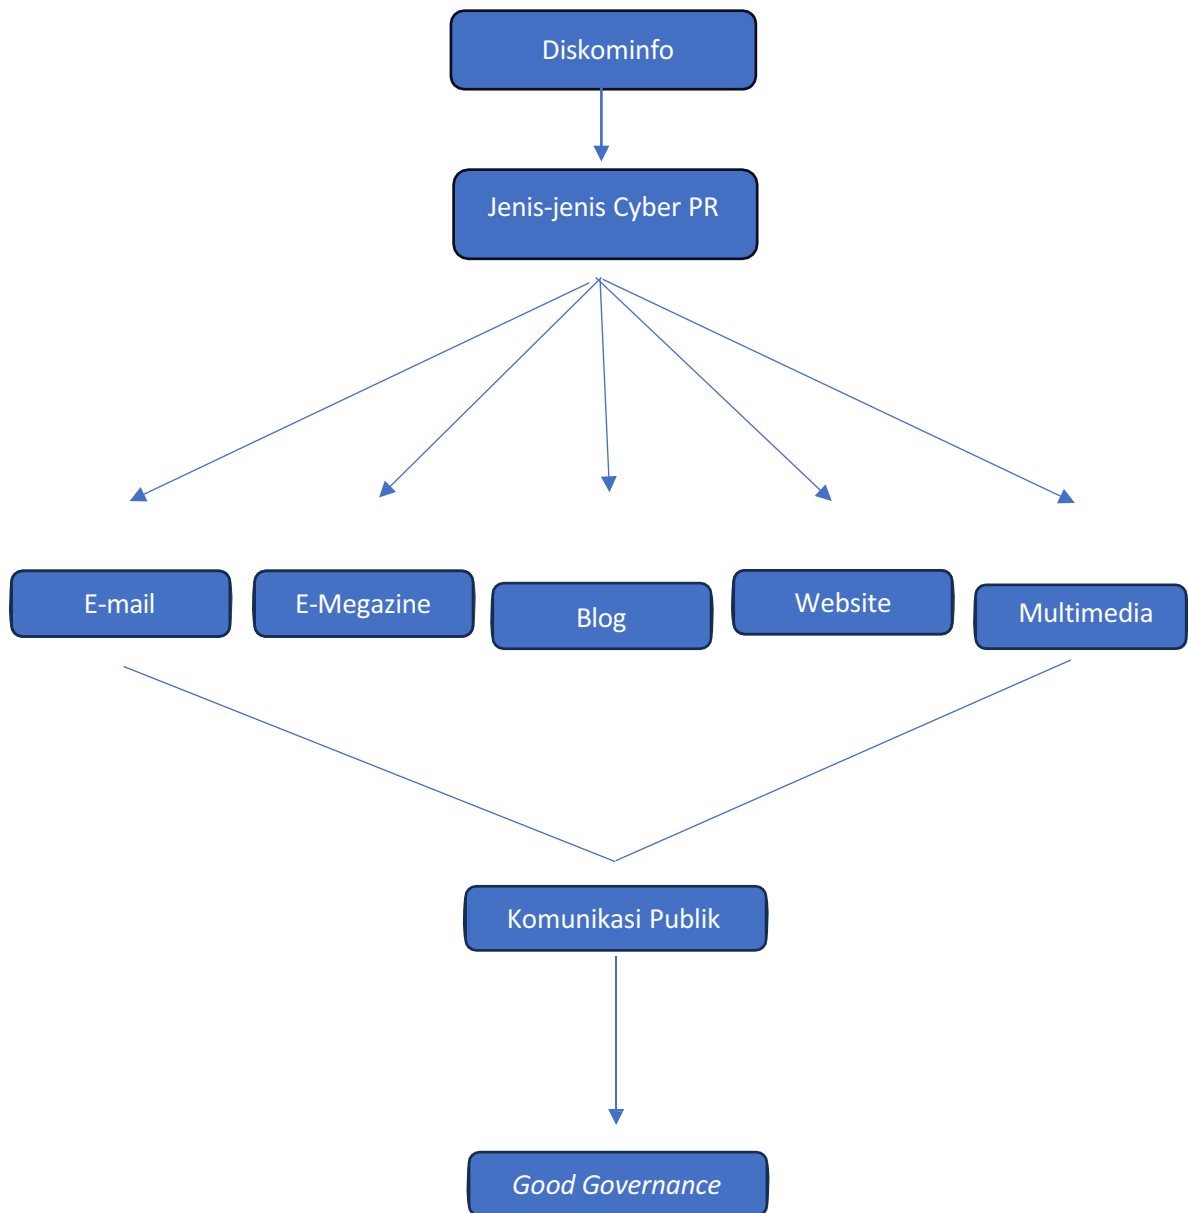 Diskominfo
Jenis-jenis Cyber PR
E-mail
E-Megazine
Blog
Website
Multimedia
Komunikasi Publik
Good Governance